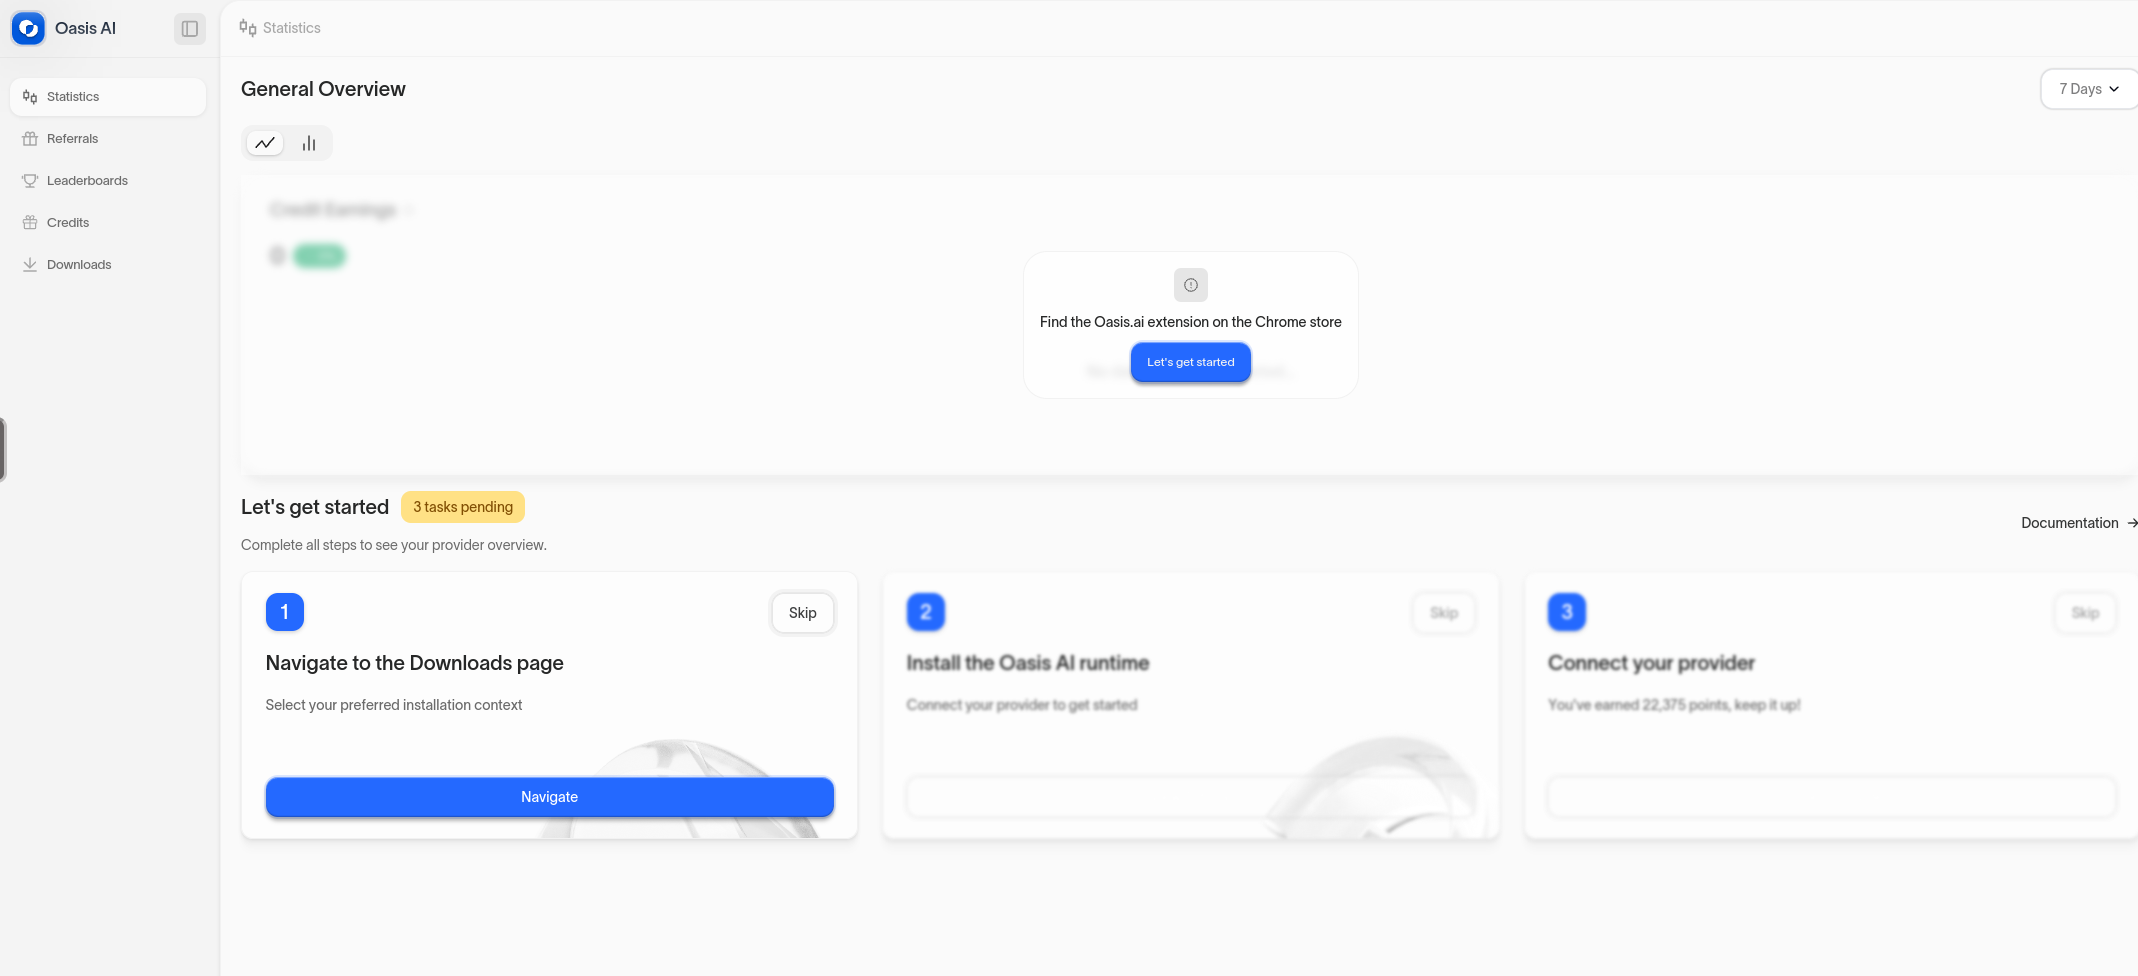 Oasis AI
Statistics
Referrals
Leaderboards
Credits
Downloads
Statistics
General Overview
7 Days
Credit Earnings
0
Find the Oasis.ai extension on the Chrome store
Let's get started
Let's get started
3 tasks pending
Complete all steps to see your provider overview.
Documentation
1
Skip
Navigate to the Downloads page
Select your preferred installation context
Navigate
2
Skip
Install the Oasis AI runtime
Connect your provider to get started
3
Skip
Connect your provider
You've earned 22,375 points, keep it up!